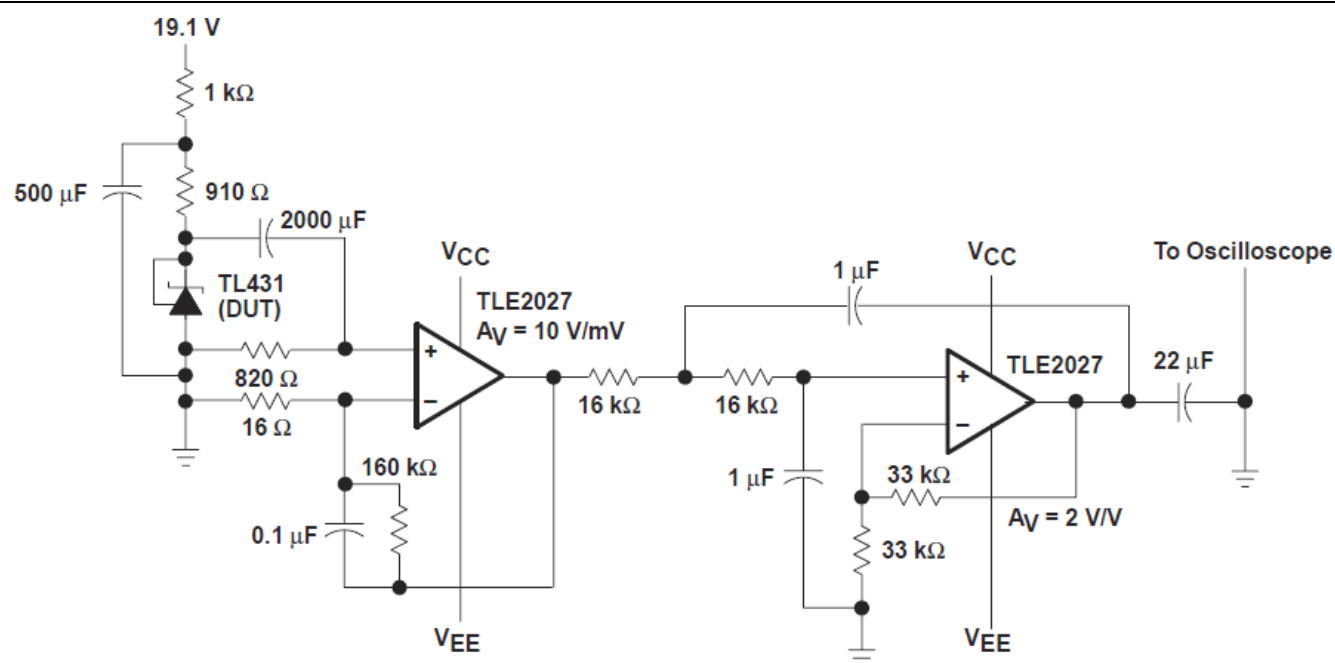 19.1 V
1 kΩ
500 μF
910 Ω
2000 μF
TL431
(DUT)
820 Ω
16 Ω
160 kΩ
0.1 μF
VCC
TLE2027
AV = 10 V/mV
+
−
VEE
16 kΩ
16 kΩ
1 μF
1 μF
VCC
TLE2027
+
−
33 kΩ
33 kΩ
AV = 2 V/V
VEE
22 μF
To Oscilloscope